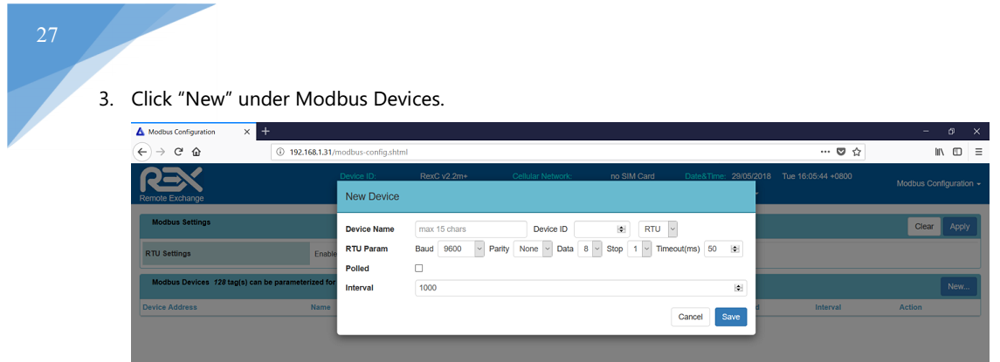 27
3. Click “New” under Modbus Devices.
Modbus Configuration
192.168.1.31/modbus-config.shtml
REX
Remote Exchange
Device ID: RexC v2.2m+ Cellular Network: no SIM Card Date&Time: 29/05/2018 Tue 16:05:44 +0800
Modbus Configuration
New Device
Modbus Settings
Clear Apply
Device Name max 15 chars Device ID RTU
RTU Settings Enable
RTU Param Baud 9600 Parity None Data 8 Stop 1 Timeout(ms) 50
Polled
Modbus Devices 128 tag(s) can be parameterized for
New...
Interval 1000
Device Address Name Interval Action
Cancel Save